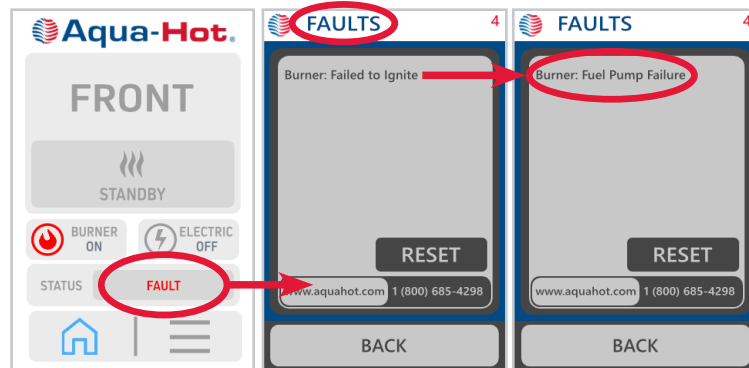 Aqua-Hot.
FRONT
STANDBY
BURNER
ON
ELECTRIC
OFF
STATUS
FAULT
FAULTS
4
Burner: Failed to Ignite
RESET
www.aquahot.com
1 (800) 685-4298
BACK
FAULTS
4
Burner: Fuel Pump Failure
RESET
www.aquahot.com
1 (800) 685-4298
BACK